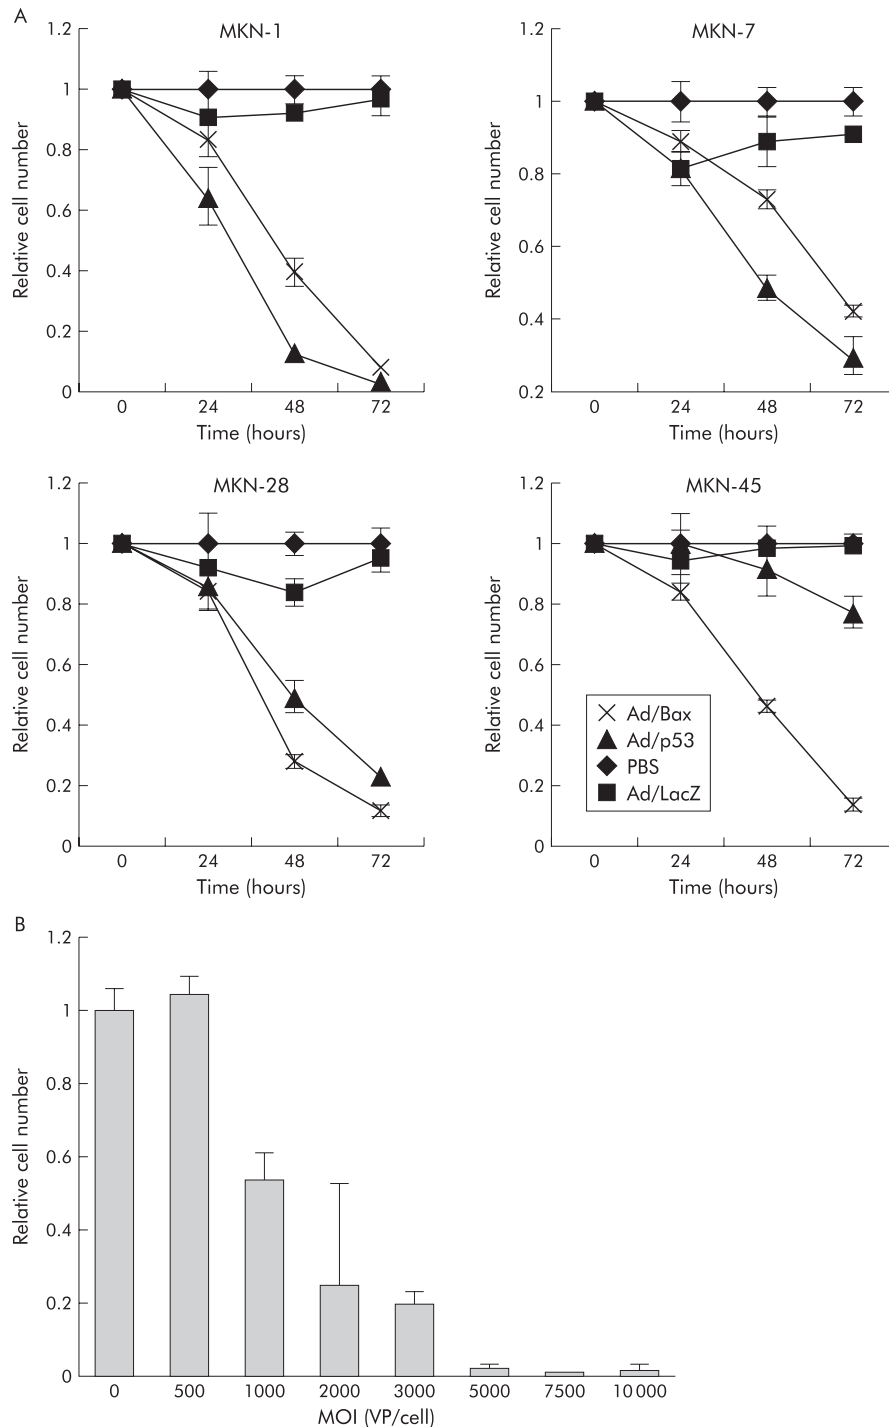 A
MKN-1
1.2
1
0.8
0.6
0.4
0.2
0
Relative cell number
0 24 48 72
Time (hours)
MKN-7
1.2
1
0.8
0.6
0.4
0.2
Relative cell number
0 24 48 72
Time (hours)
MKN-28
1.2
1
0.8
0.6
0.4
0.2
0
Relative cell number
0 24 48 72
Time (hours)
MKN-45
1.2
1
0.8
0.6
0.4
0.2
0
Relative cell number
Ad/Bax
Ad/p53
PBS
Ad/LacZ
0 24 48 72
Time (hours)
B
1.2
1
0.8
0.6
0.4
0.2
0
Relative cell number
0 500 1000 2000 3000 5000 7500 10 000
MOI (VP/cell)